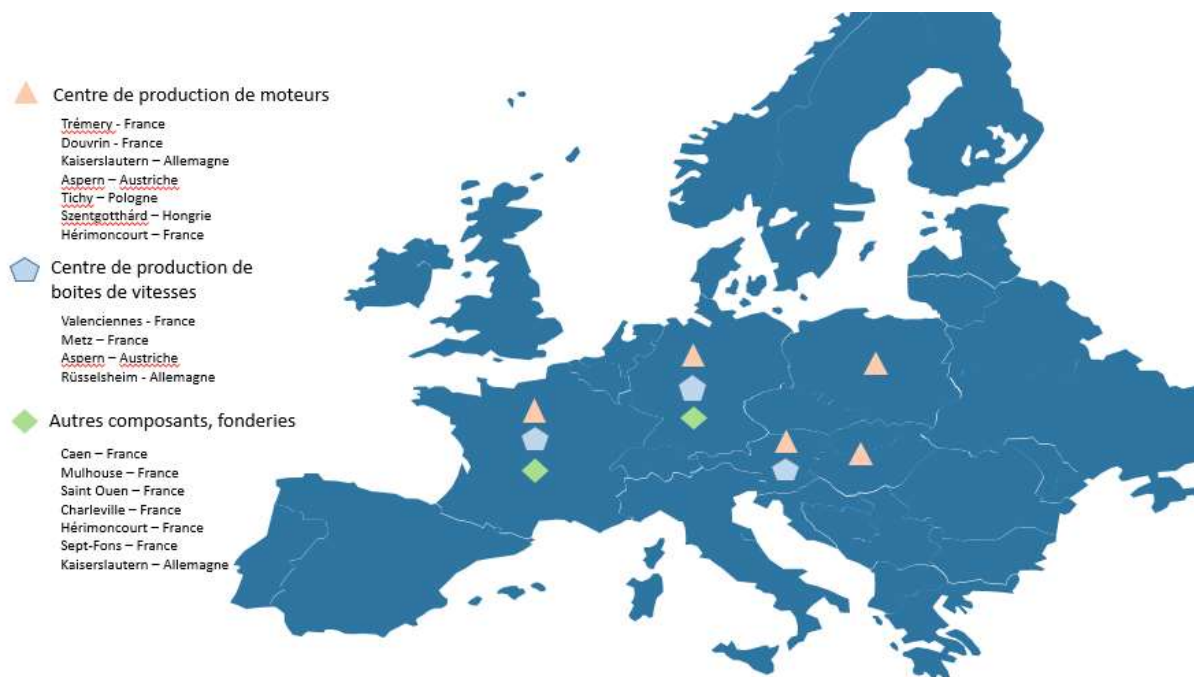 Centre de production de moteurs
Trémery - France
Douvrin - France
Kaiserslautern – Allemagne
Aspern – Austriche
Tichy – Pologne
Szentgotthárd – Hongrie
Hérimoncourt – France
Centre de production de
boites de vitesses
Valenciennes - France
Metz – France
Aspern – Austriche
Rüsselsheim - Allemagne
Autres composants, fonderies
Caen – France
Mulhouse – France
Saint Ouen – France
Charleville – France
Hérimoncourt – France
Sept-Fons – France
Kaiserslautern – Allemagne